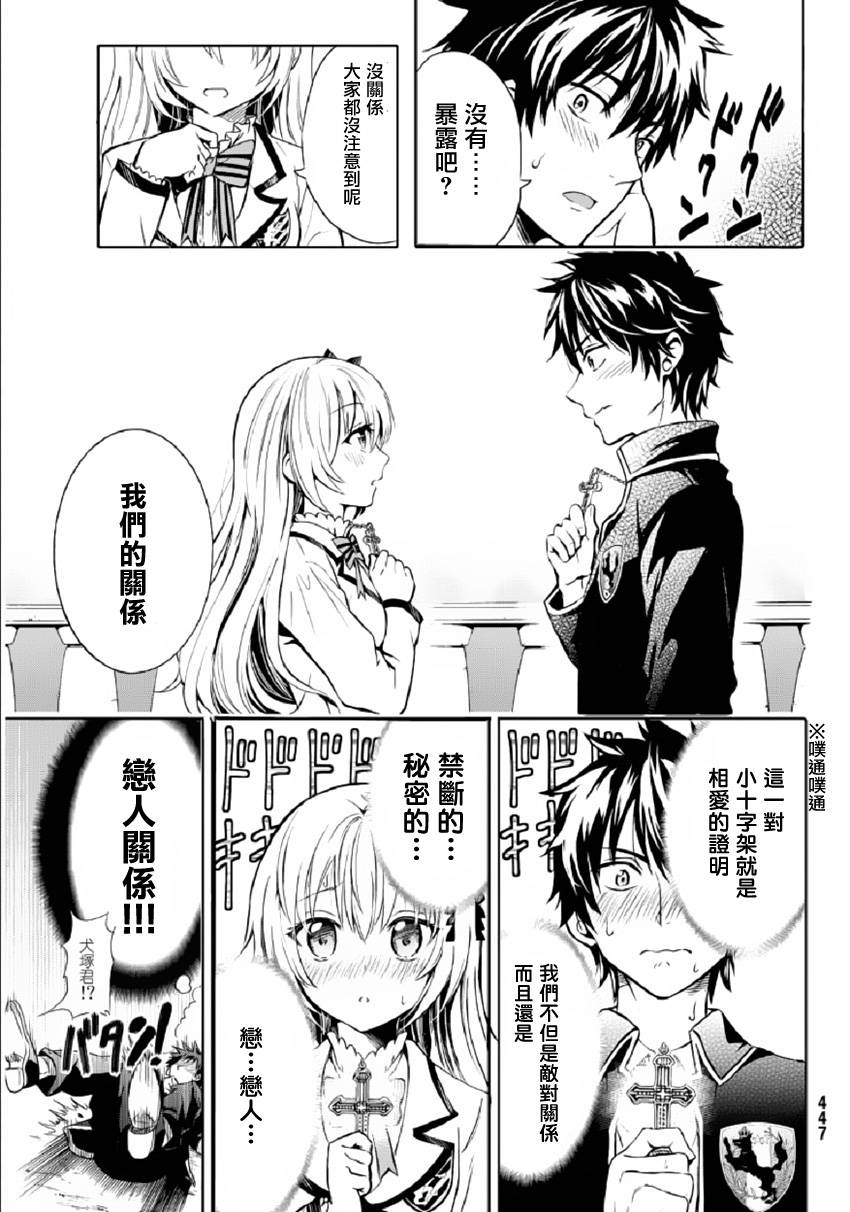 ドクン
ドクン
沒有……
暴露吧？
沒關係
大家都沒注意到呢
我們的關係
※噗通噗通
這一對
小十字架就是
相愛的證明
我們不但是敵對關係
而且還是
ドキ
ドキ
ドキ
ドキ
禁斷的…
秘密的…
戀…戀人…
戀人關係!!!
犬塚君!?
バタン!
447